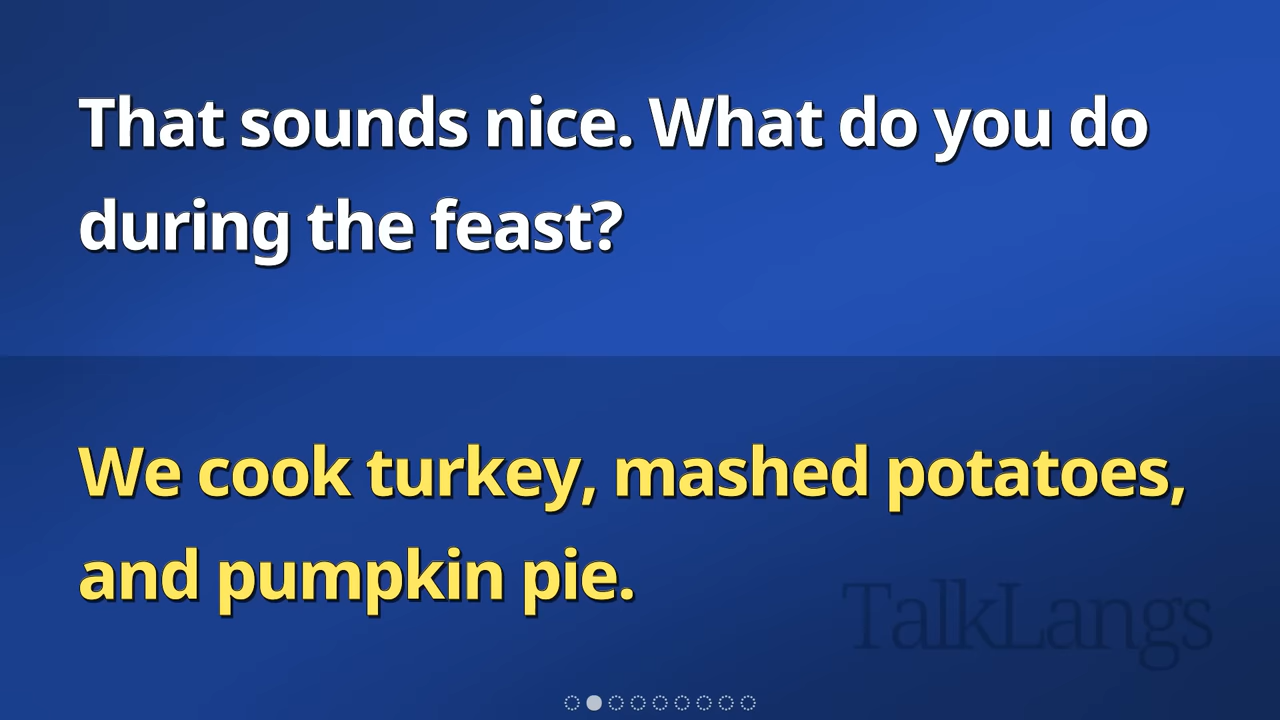 That sounds nice. What do you do
during the feast?
We cook turkey, mashed potatoes,
and pumpkin pie.
TalkLangs